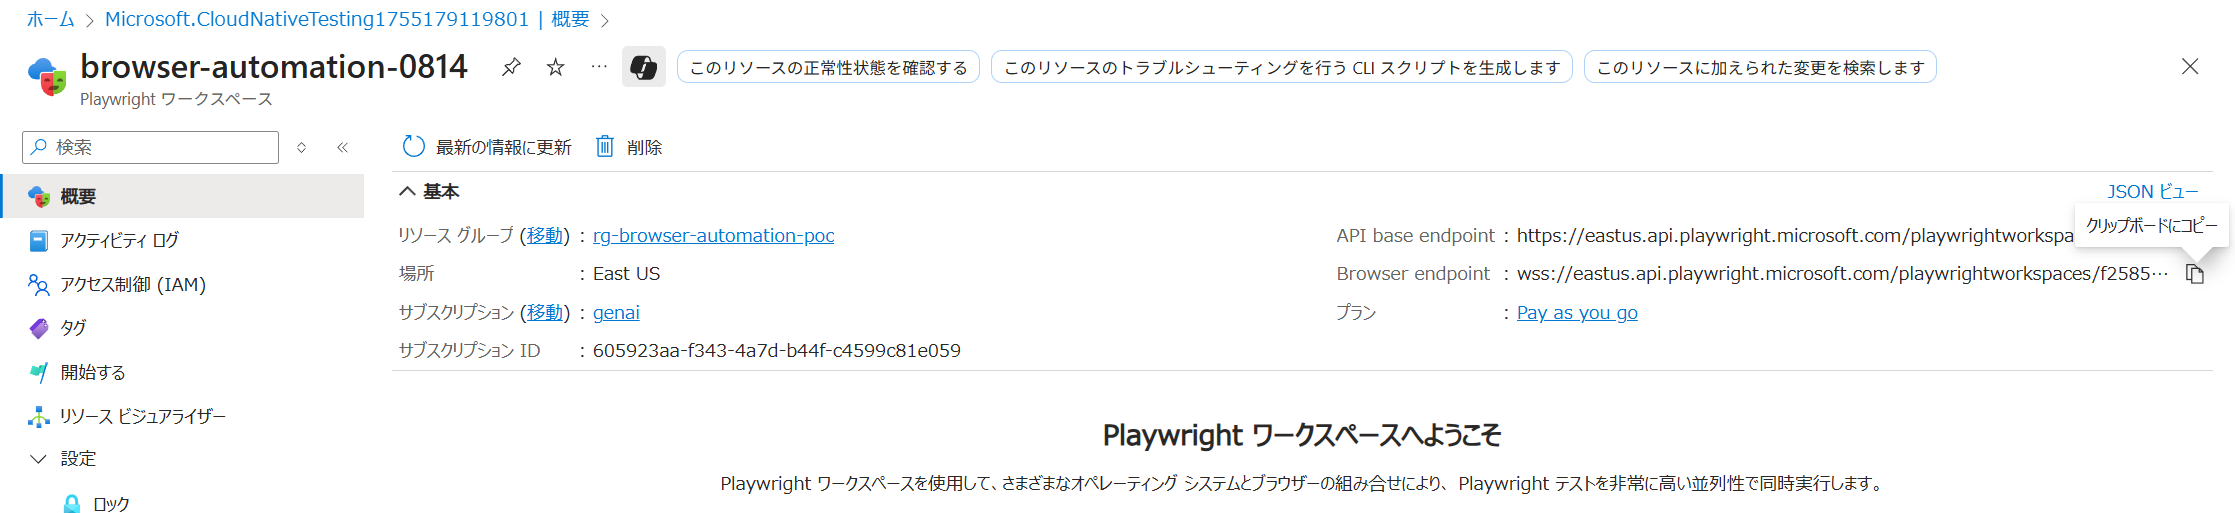 ホーム > Microsoft.CloudNativeTesting1755179119801 | 概要 >
browser-automation-0814
Playwright ワークスペース
このリソースの正常性状態を確認する
このリソースのトラブルシューティングを行う CLI スクリプトを生成します
このリソースに加えられた変更を検索します
検索
最新の情報に更新
削除
概要
アクティビティ ログ
アクセス制御 (IAM)
タグ
開始する
リソース ビジュアライザー
設定
ロック
基本
JSON ビュー
リソース グループ (移動) : rg-browser-automation-poc
場所 : East US
サブスクリプション (移動) : genai
サブスクリプション ID : 605923aa-f343-4a7d-b44f-c4599c81e059
API base endpoint : https://eastus.api.playwright.microsoft.com/playwrightworkspa
クリップボードにコピー
Browser endpoint : wss://eastus.api.playwright.microsoft.com/playwrightworkspaces/f2585…
プラン : Pay as you go
Playwright ワークスペースへようこそ
Playwright ワークスペースを使用して、さまざまなオペレーティング システムとブラウザーの組み合せにより、 Playwright テストを非常に高い並列性で同時実行します。